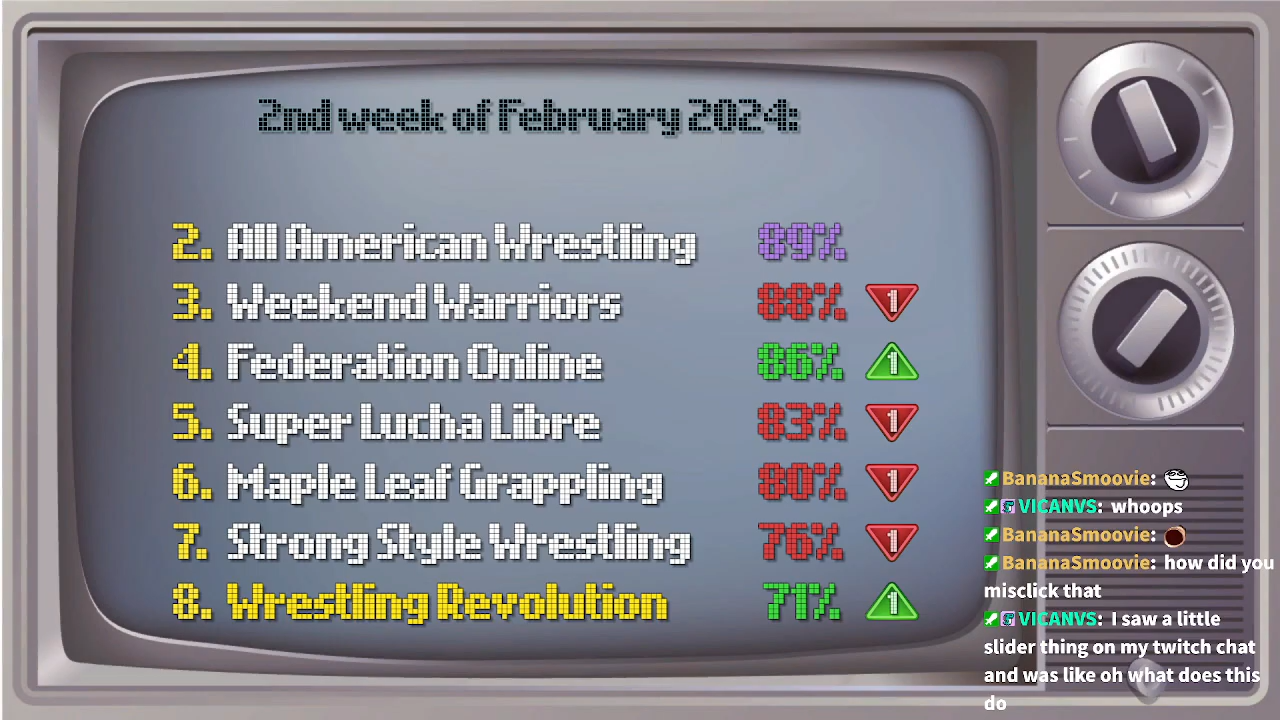 2nd week of February 2024:
2. All American Wrestling 89%
3. Weekend Warriors 88% 1
4. Federation Online 86% 1
5. Super Lucha Libre 83% 1
6. Maple Leaf Grappling 80% 1
7. Strong Style Wrestling 76% 1
8. Wrestling Revolution 71% 1
BananaSmoovie:
VICANVS: whoops
BananaSmoovie:
BananaSmoovie: how did you
misclick that
VICANVS: I saw a little
slider thing on my twitch chat
and was like oh what does this
do